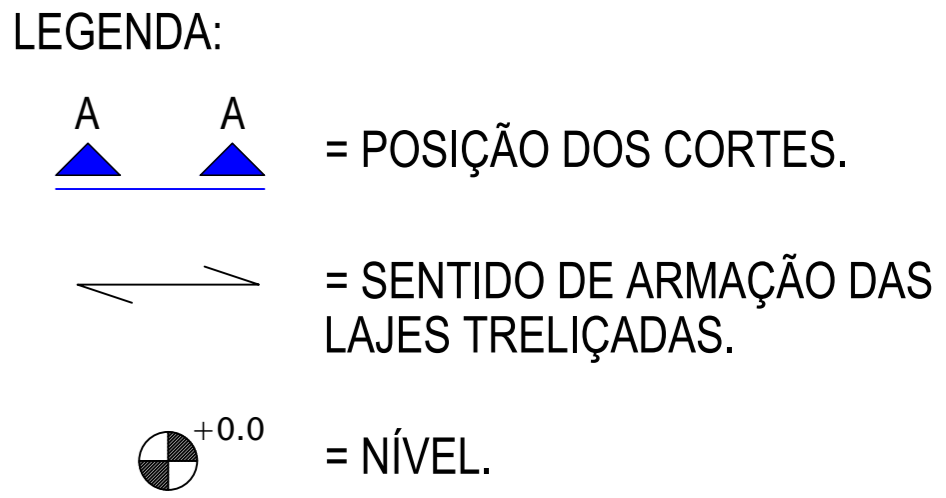 LEGENDA:
A A
= POSIÇÃO DOS CORTES.
= SENTIDO DE ARMAÇÃO DAS
LAJES TRELIÇADAS.
+0.0
= NÍVEL.